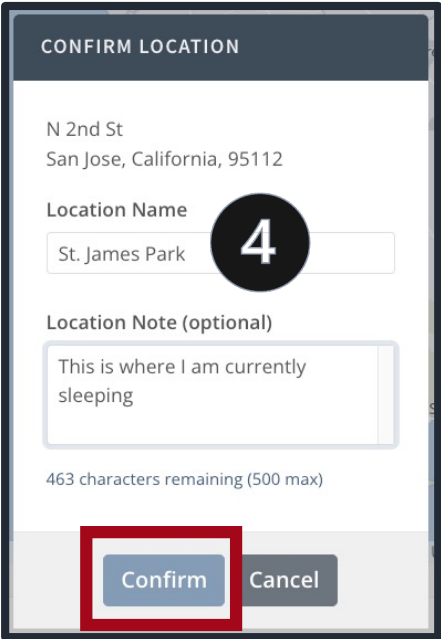 CONFIRM LOCATION
N 2nd St
San Jose, California, 95112
Location Name
St. James Park
4
Location Note (optional)
This is where I am currently
sleeping
463 characters remaining (500 max)
Confirm
Cancel